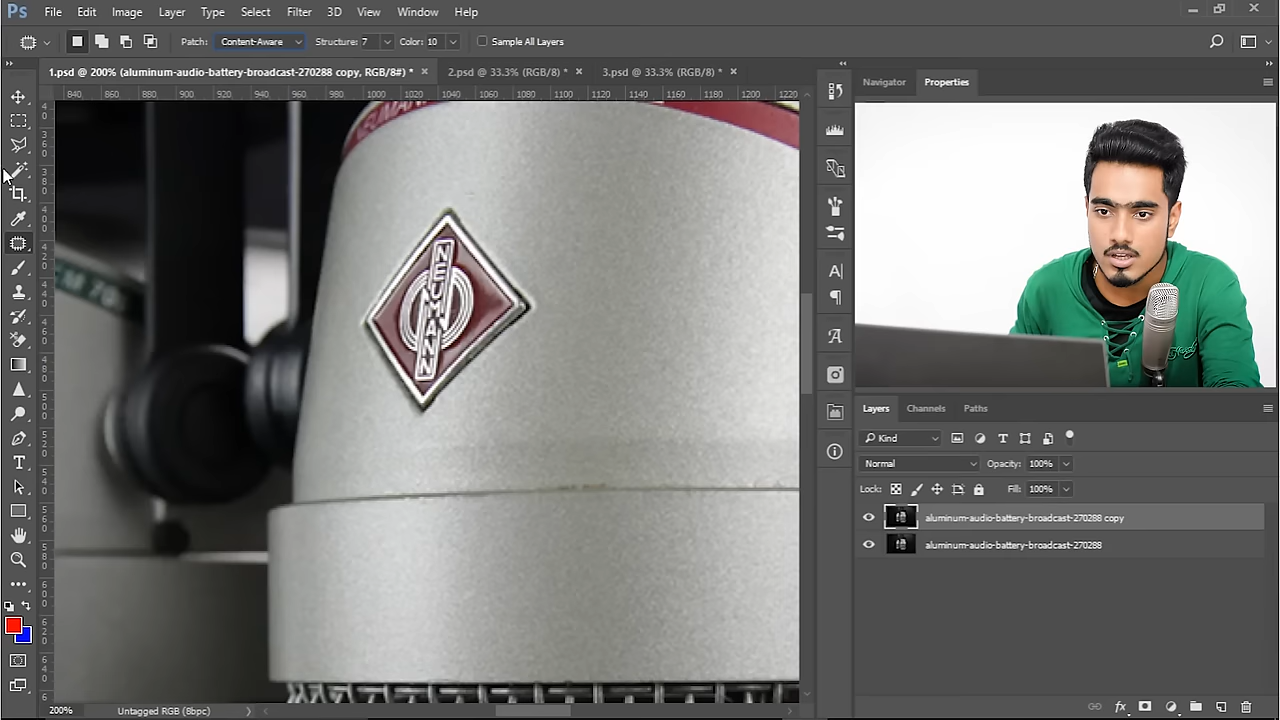 Ps File Edit Image Layer Type Select Filter 3D View Window Help
Patch: Content-Aware Structure: 7 Color: 10 Sample All Layers
1.psd @ 200% (aluminum-audio-battery-broadcast-270288 copy, RGB/8#) * 2.psd @ 33.3% (RGB/8) * 3.psd @ 33.3% (RGB/8) *
840 860 880 900 920 940 960 980 1000 1020 1040 1060 1080 1100 1120 1140 1160 1180 1200 1220
Navigator Properties
NEUMANN
NEUMANN
Layers Channels Paths
Kind
Normal Opacity: 100%
Lock: Fill: 100%
aluminum-audio-battery-broadcast-270288 copy
aluminum-audio-battery-broadcast-270288
200% Untagged RGB (8bpc)